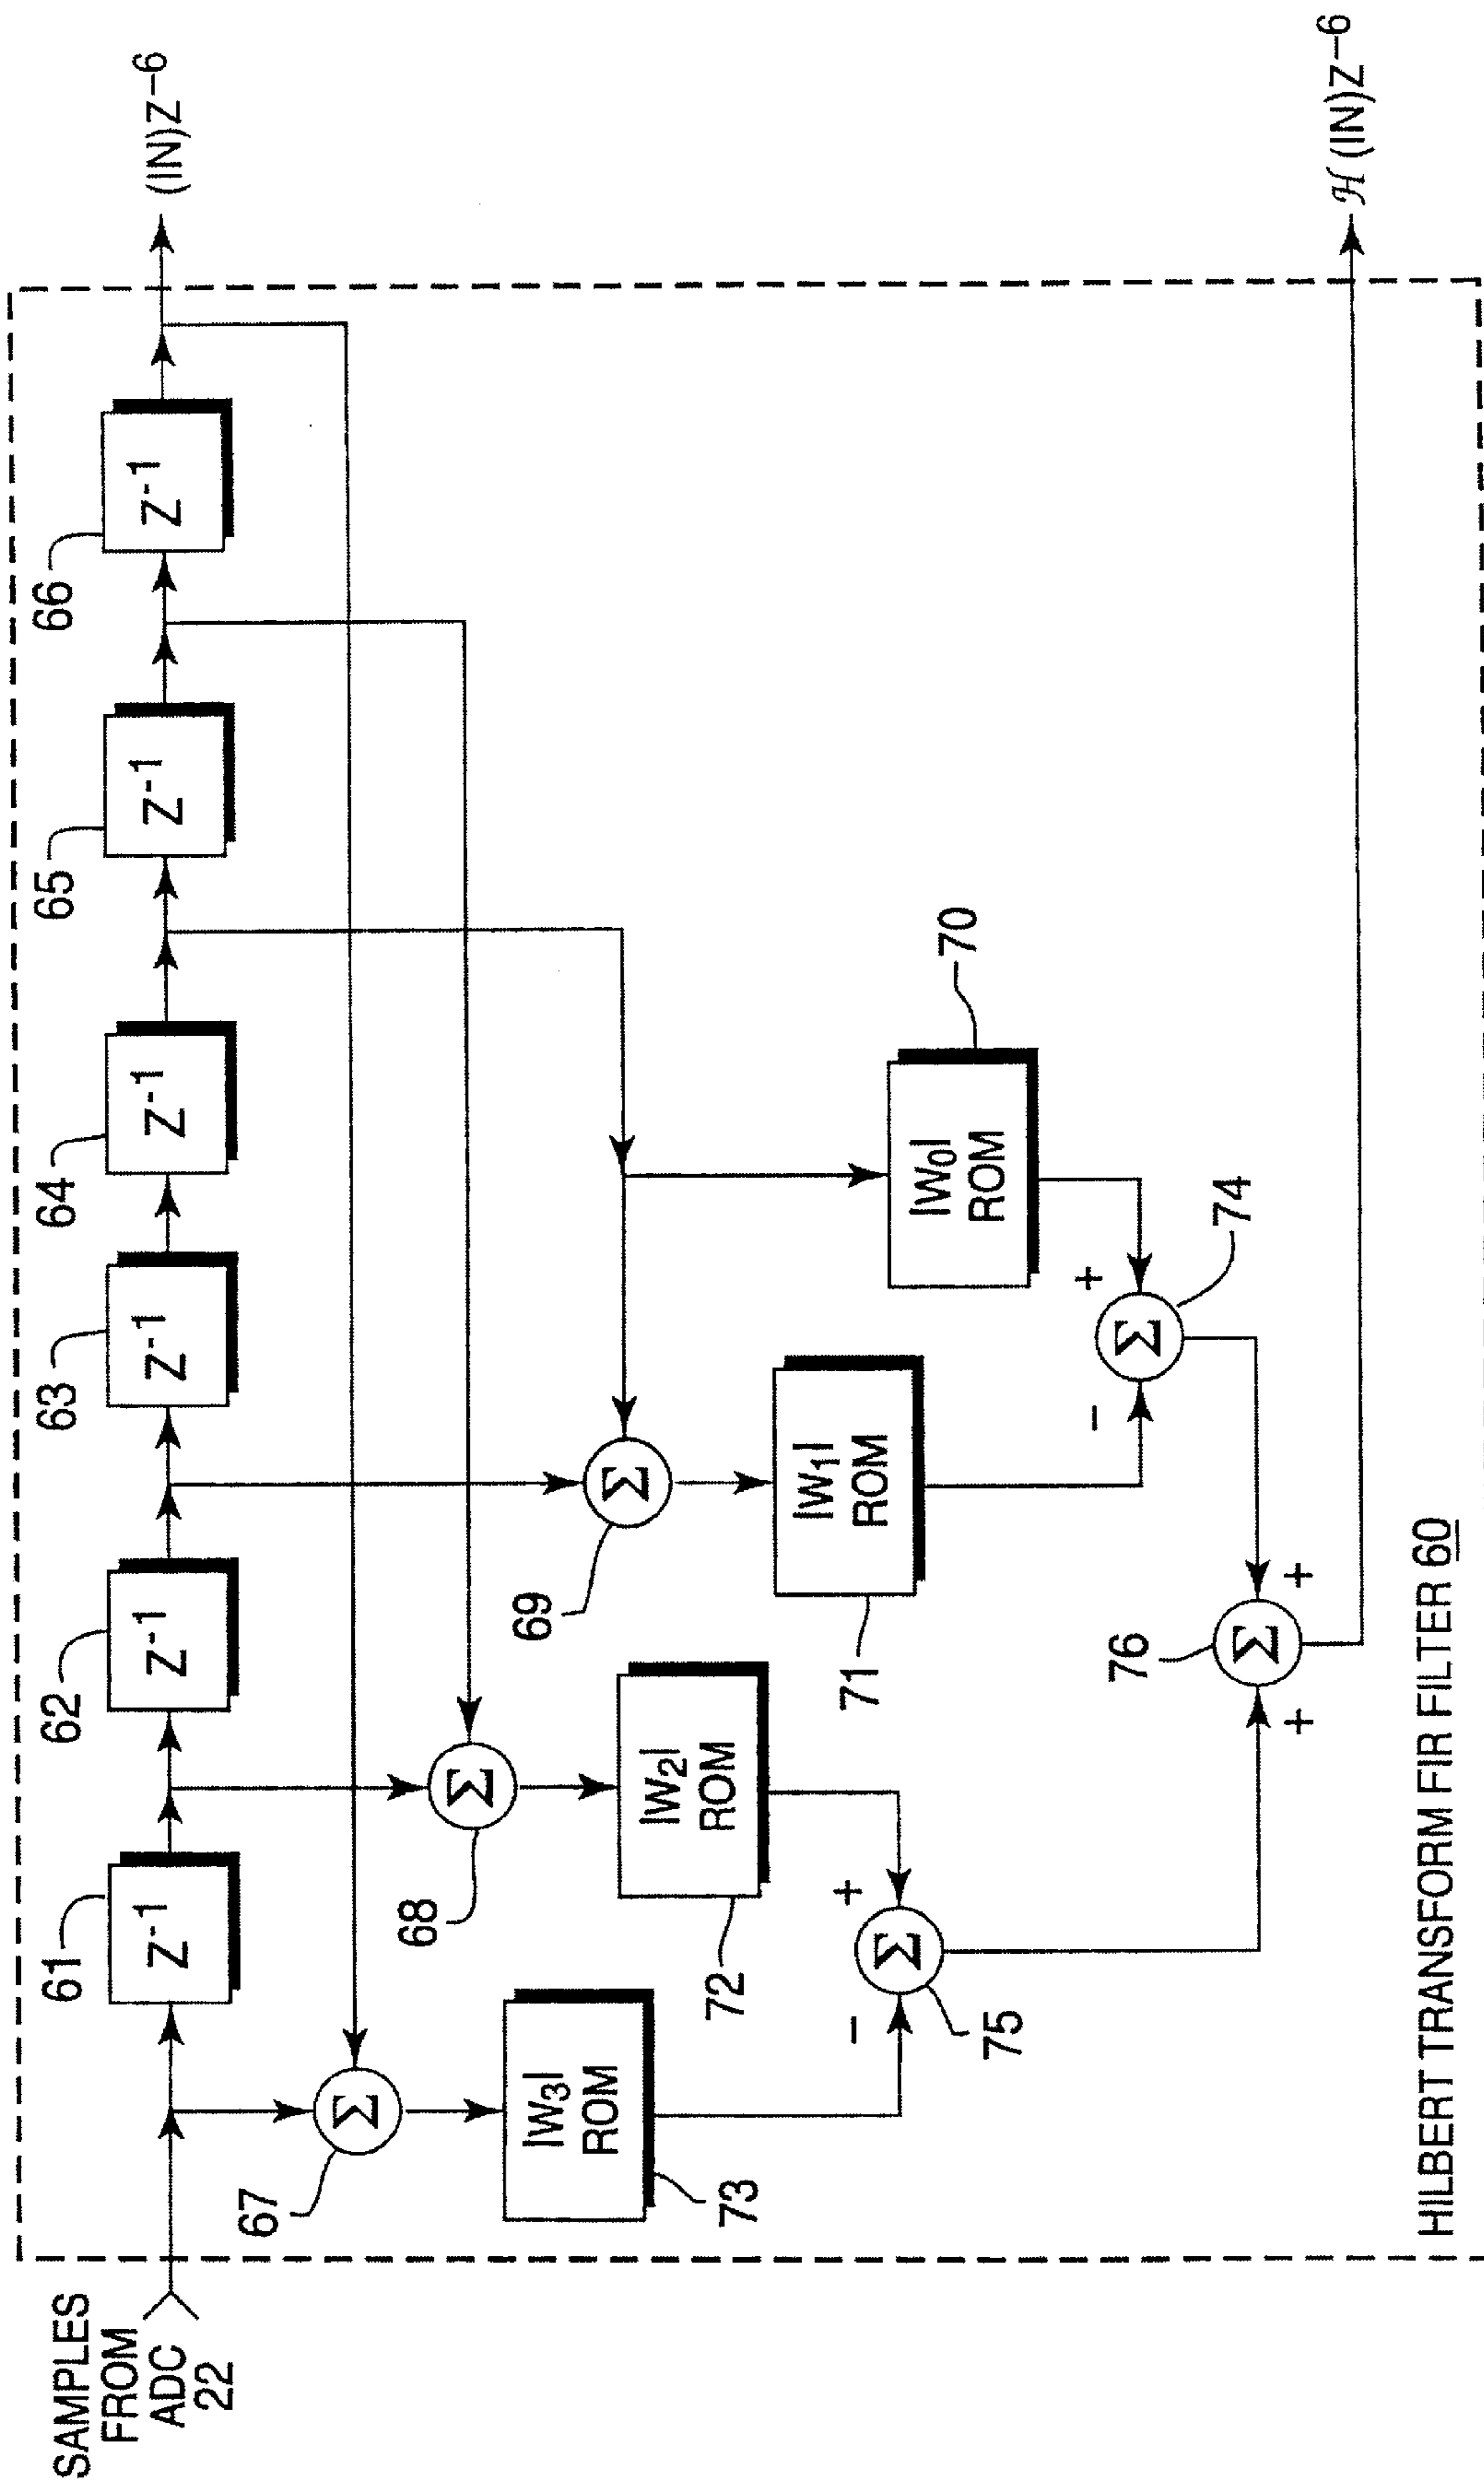 SAMPLES
FROM
ADC
22
61
Z⁻¹
62
Z⁻¹
63
Z⁻¹
64
Z⁻¹
65
Z⁻¹
66
Z⁻¹
(IN)Z⁻⁶
67
68
69
Σ
Σ
Σ
73
|W₃|
ROM
72
|W₂|
ROM
71
|W₁|
ROM
70
|W₀|
ROM
−
+
Σ
75
−
+
Σ
74
76
+
Σ
+
ℋ (IN)Z⁻⁶
HILBERT TRANSFORM FIR FILTER 60